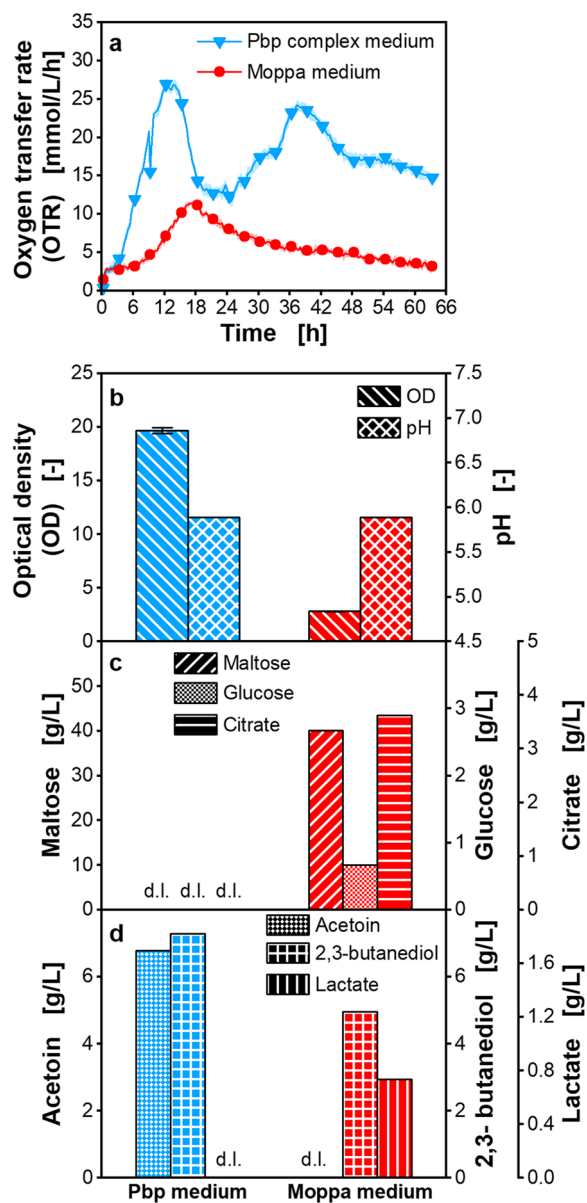 a
Pbp complex medium
Moppa medium
Oxygen transfer rate
(OTR) [mmol/L/h]
35
30
25
20
15
10
5
0
0 6 12 18 24 30 36 42 48 54 60 66
Time [h]
b
OD
pH
Optical density
(OD) [-]
25
20
15
10
5
0
7.5
7.0
6.5
6.0
5.5
5.0
4.5
pH [-]
c
Maltose
Glucose
Citrate
Maltose [g/L]
50
40
30
20
10
0
d.l. d.l. d.l.
3
2
1
0
Glucose [g/L]
5
4
3
2
1
0
Citrate [g/L]
d
Acetoin
2,3-butanediol
Lactate
Acetoin [g/L]
6
4
2
0
d.l.
d.l.
6
4
2
0
2,3- butanediol [g/L]
1.8
1.2
0.6
0.0
Lactate [g/L]
Pbp medium
Moppa medium